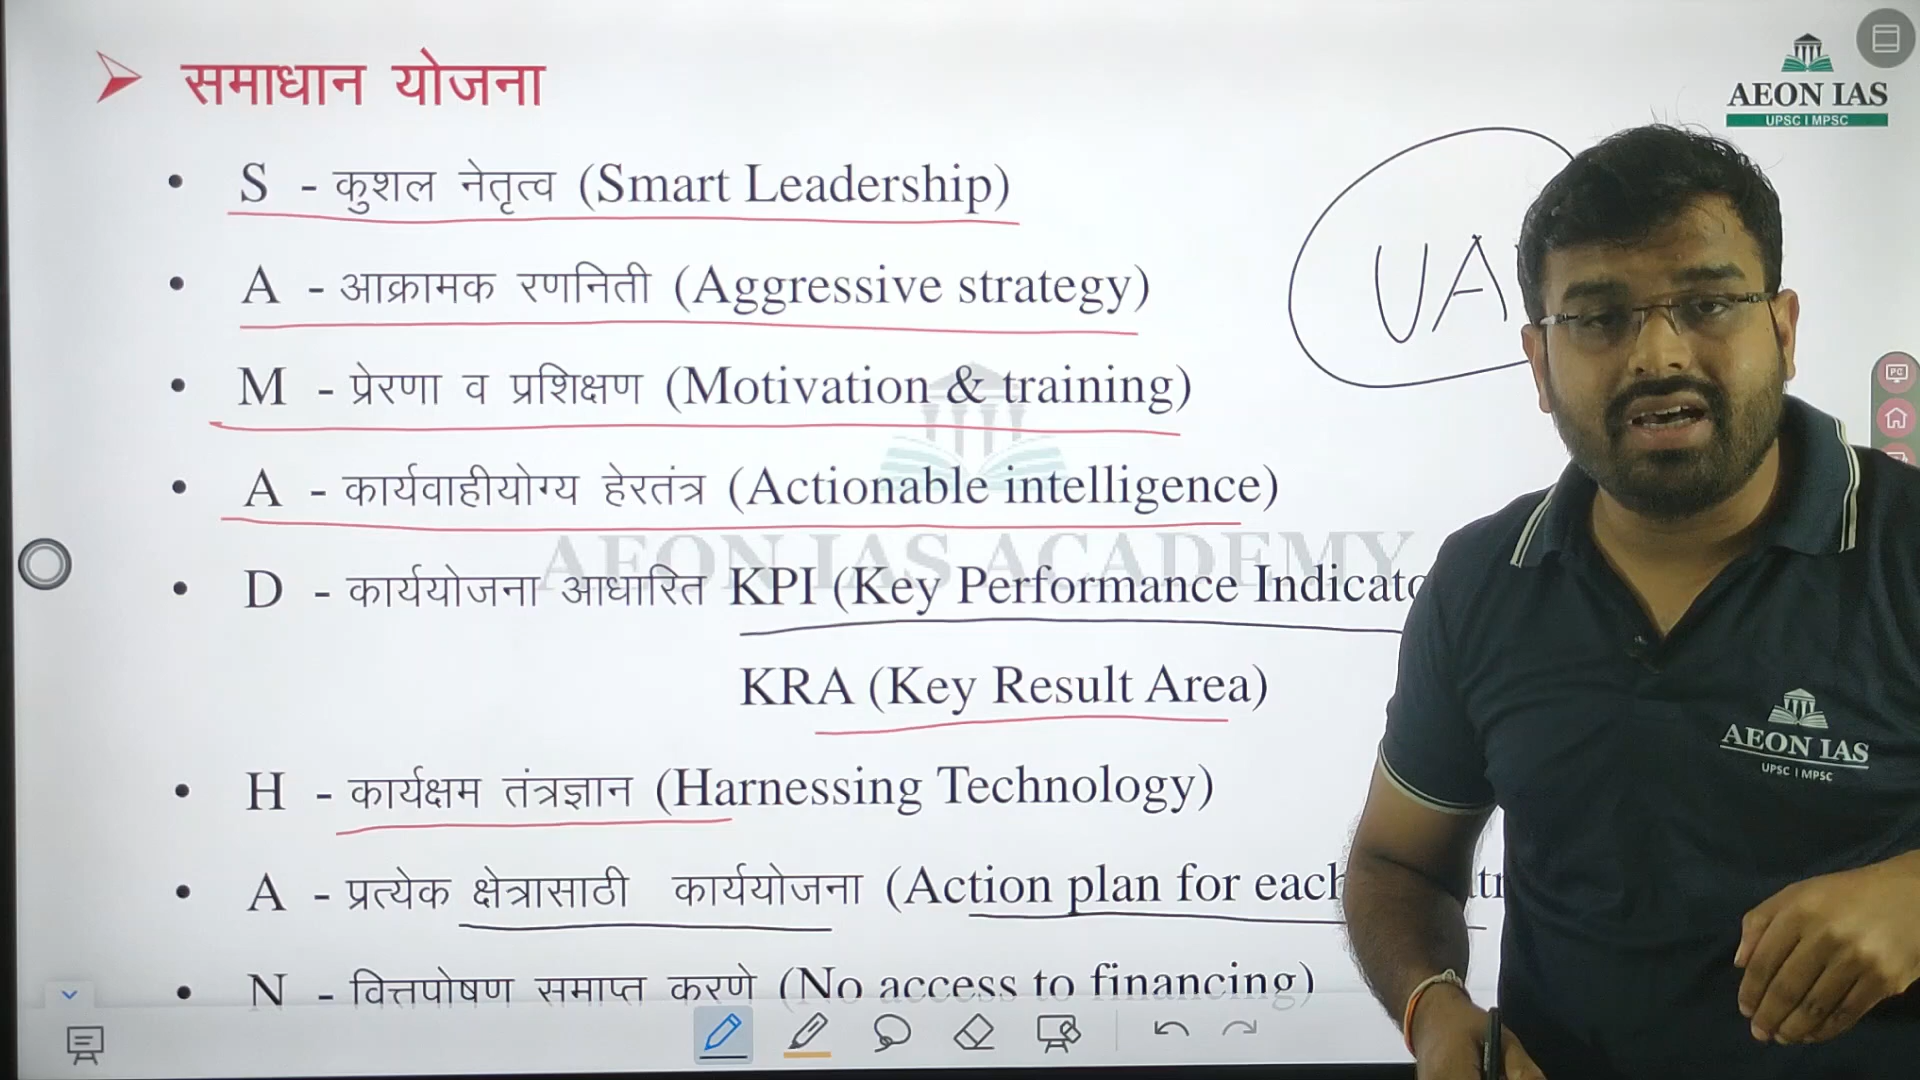 समाधान योजना
AEON IAS
UPSC | MPSC
• S - कुशल नेतृत्व (Smart Leadership)
• A - आक्रामक रणनिती (Aggressive strategy)
UA
• M - प्रेरणा व प्रशिक्षण (Motivation & training)
PC
• A - कार्यवाहीयोग्य हेरतंत्र (Actionable intelligence)
AEON IAS ACADEMY
• D - कार्ययोजना आधारित KPI (Key Performance Indicato
KRA (Key Result Area)
AEON IAS
UPSC | MPSC
• H - कार्यक्षम तंत्रज्ञान (Harnessing Technology)
• A - प्रत्येक क्षेत्रासाठी कार्ययोजना (Action plan for each
• N - वित्तपोषण समाप्त करणे (No access to financing)